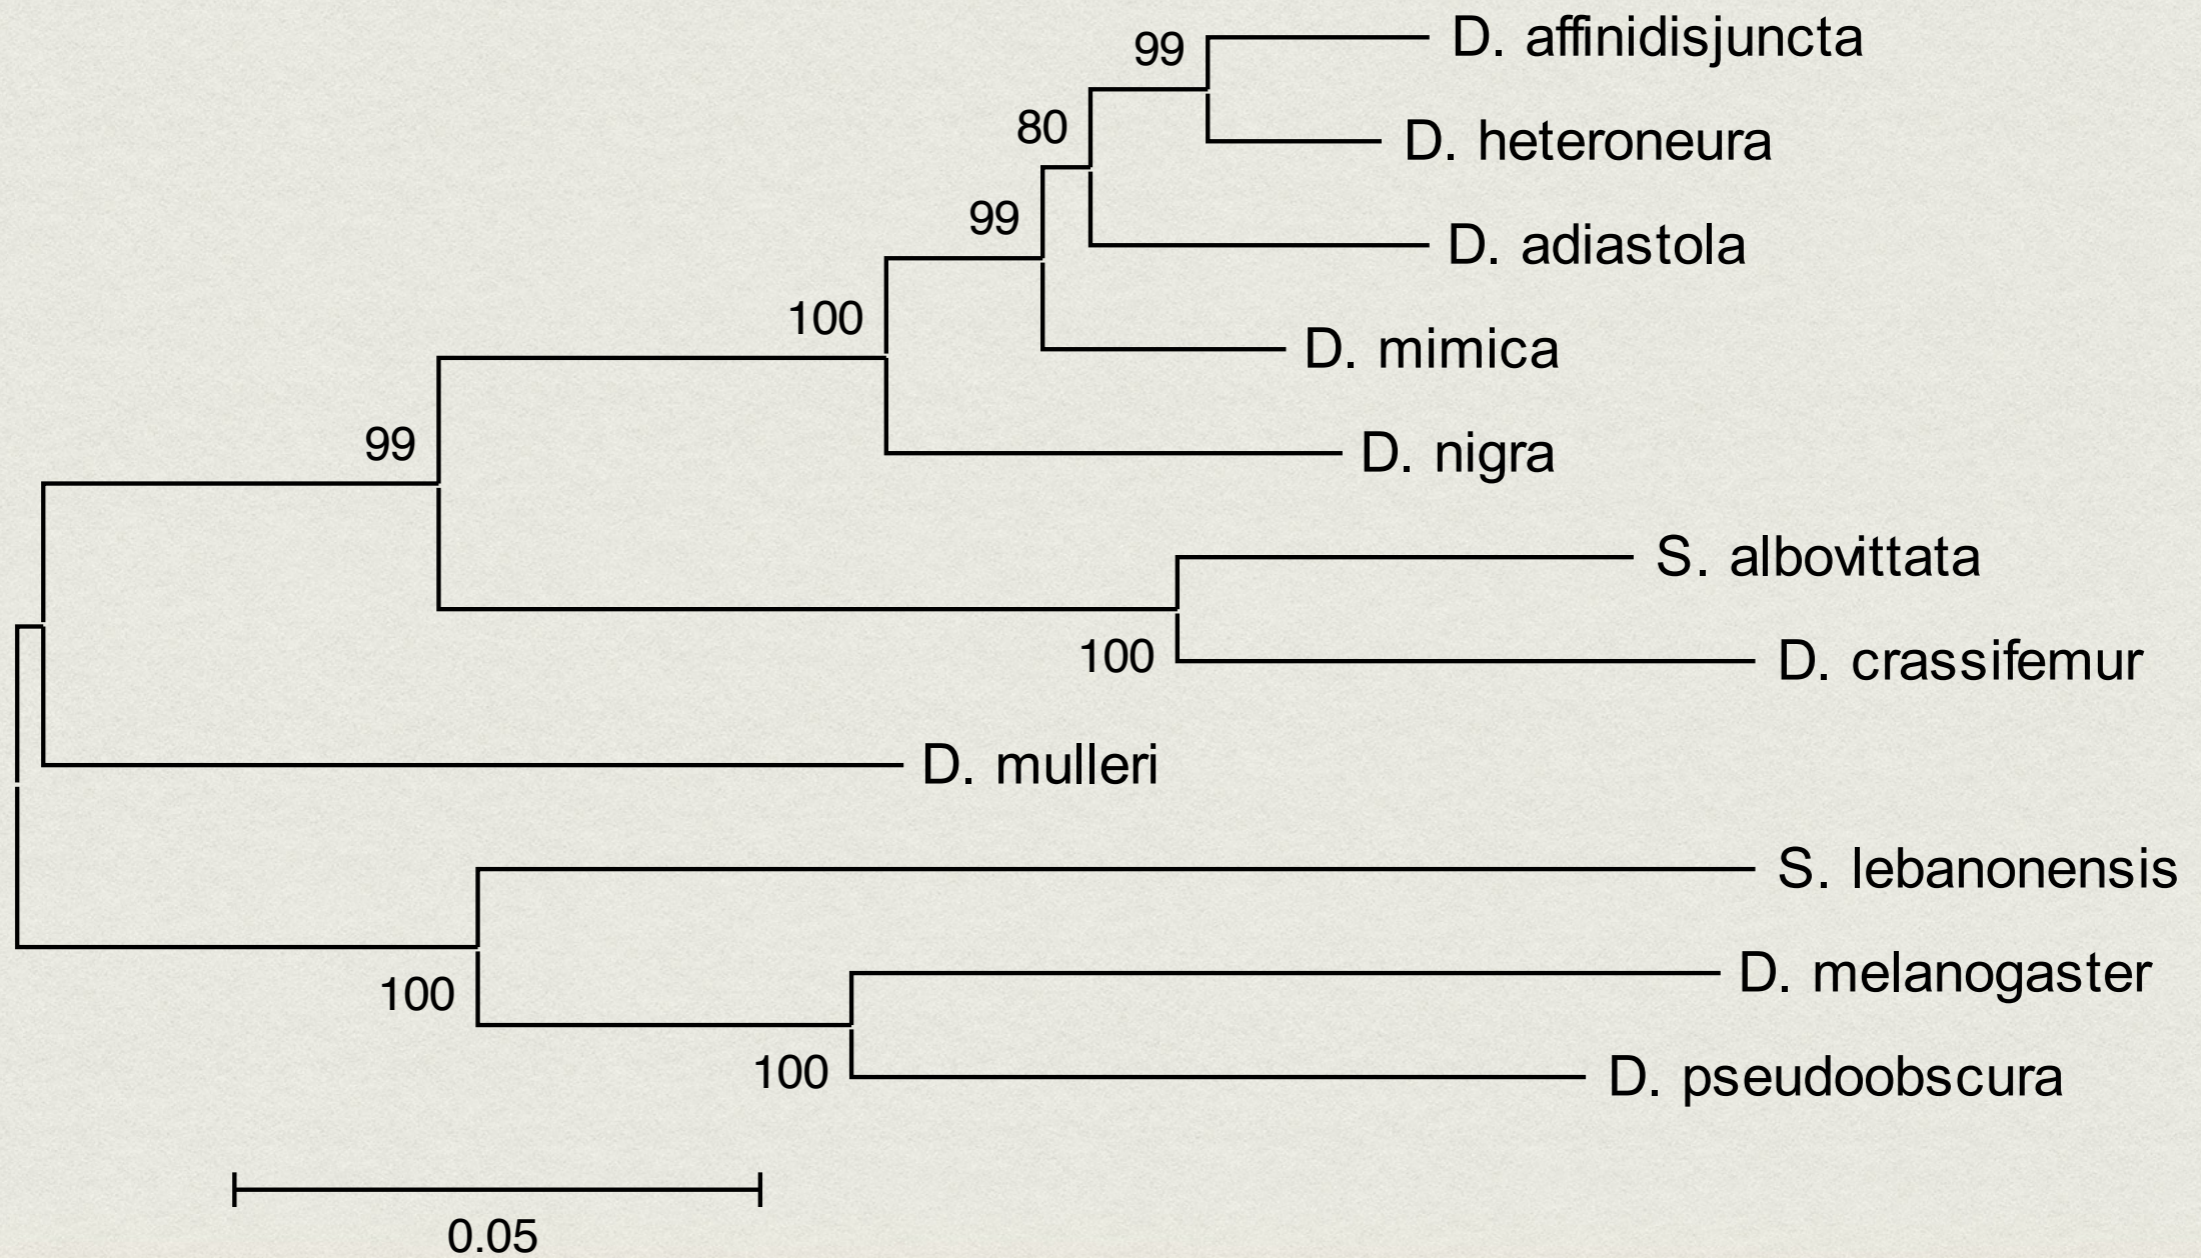 99
D. affinidisjuncta
80
D. heteroneura
99
D. adiastola
100
D. mimica
99
D. nigra
S. albovittata
100
D. crassifemur
D. mulleri
S. lebanonensis
100
D. melanogaster
100
D. pseudoobscura
0.05